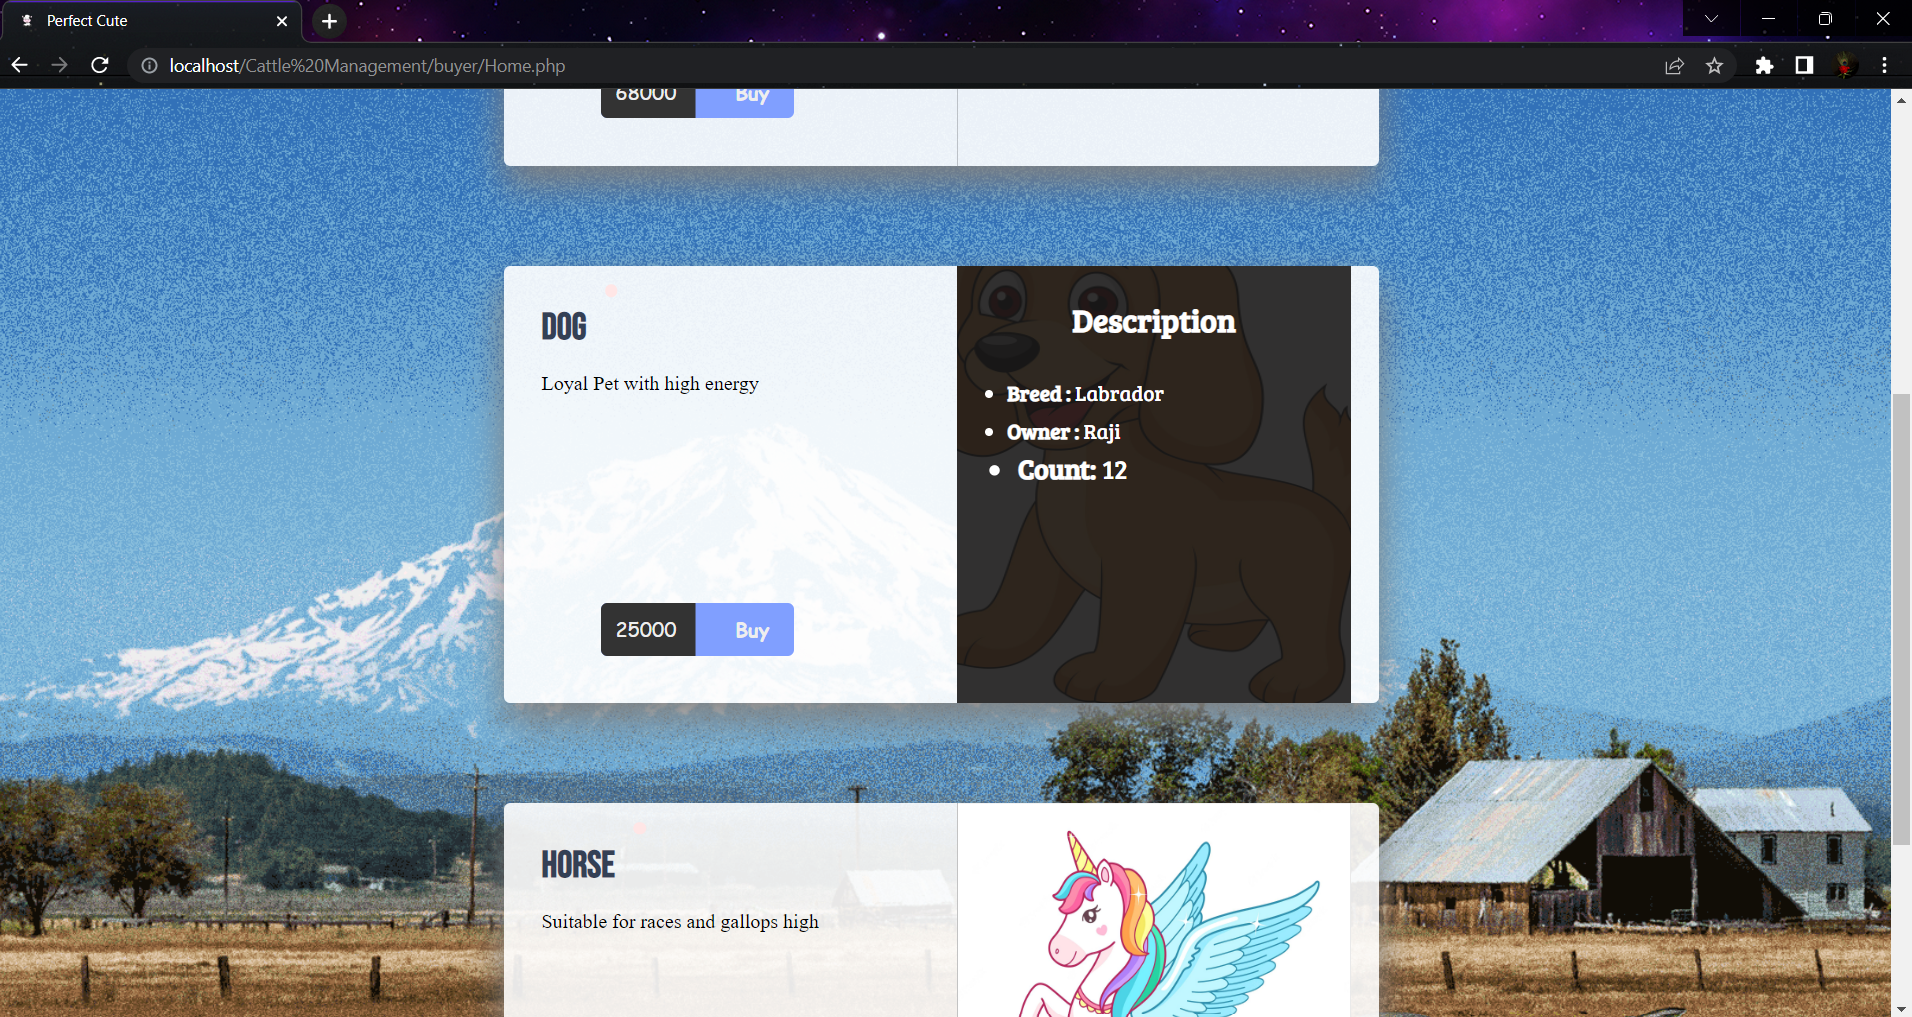 Perfect Cute
localhost/Cattle%20Management/buyer/Home.php
68000 Buy
DOG
Loyal Pet with high energy
25000 Buy
Description
Breed : Labrador
Owner : Raji
Count: 12
HORSE
Suitable for races and gallops high